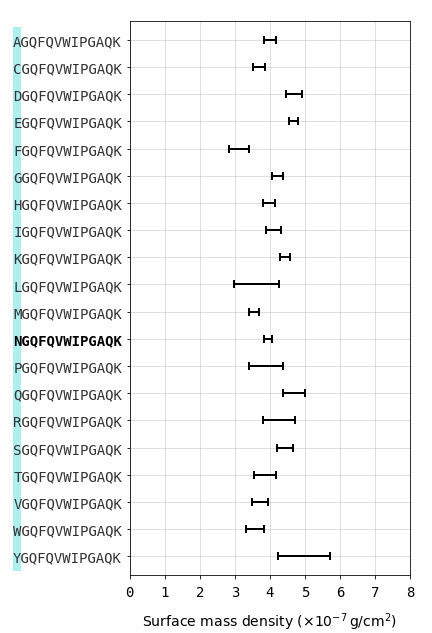 AGQFQVWIPGAQK
CGQFQVWIPGAQK
DGQFQVWIPGAQK
EGQFQVWIPGAQK
FGQFQVWIPGAQK
GGQFQVWIPGAQK
HGQFQVWIPGAQK
IGQFQVWIPGAQK
KGQFQVWIPGAQK
LGQFQVWIPGAQK
MGQFQVWIPGAQK
NGQFQVWIPGAQK
PGQFQVWIPGAQK
QGQFQVWIPGAQK
RGQFQVWIPGAQK
SGQFQVWIPGAQK
TGQFQVWIPGAQK
VGQFQVWIPGAQK
WGQFQVWIPGAQK
YGQFQVWIPGAQK
0 1 2 3 4 5 6 7 8
Surface mass density (×10⁻⁷ g/cm²)